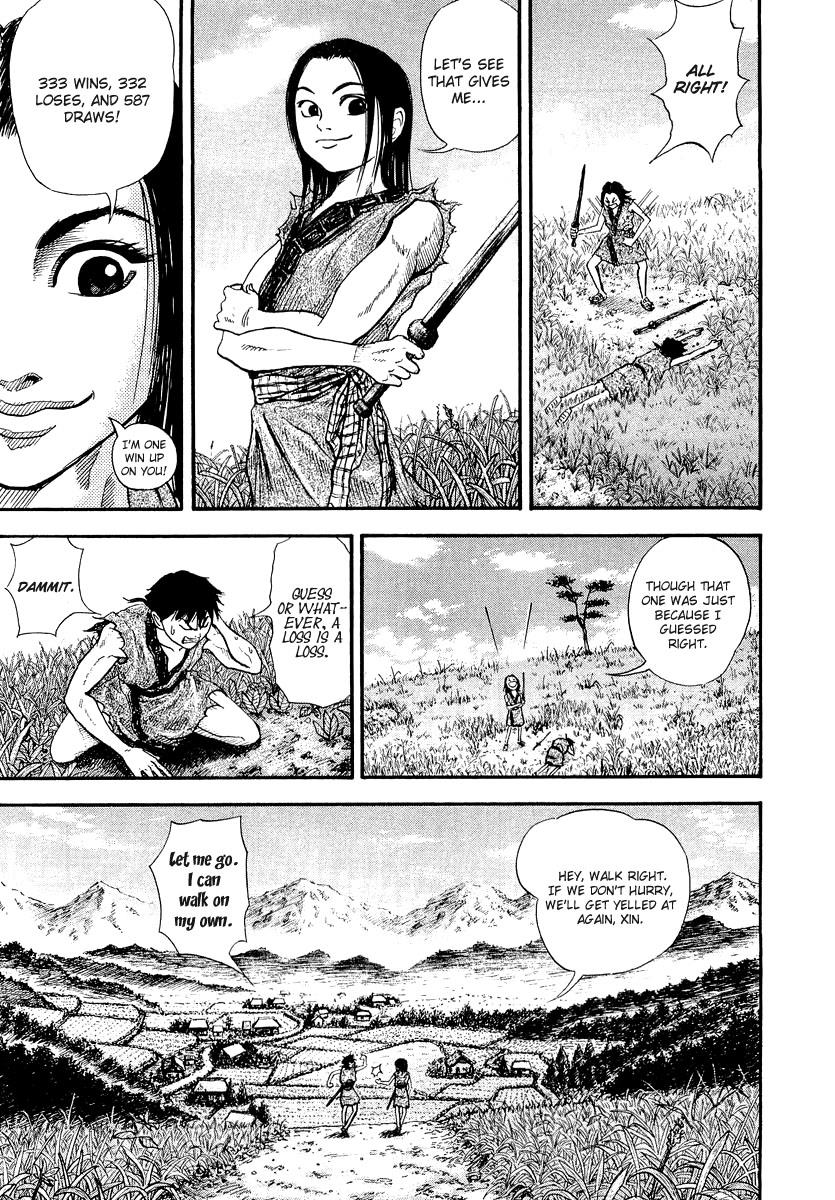 ALL
RIGHT!
LET'S SEE
THAT GIVES
ME...
333 WINS, 332
LOSES, AND 587
DRAWS!
I'M ONE
WIN UP
ON YOU!
THOUGH THAT
ONE WAS JUST
BECAUSE I
GUESSED
RIGHT.
GUESS
OR WHAT-
EVER, A
LOSS IS A
LOSS.
DAMMIT.
HEY, WALK RIGHT.
IF WE DON'T HURRY,
WE'LL GET YELLED AT
AGAIN, XIN.
Let me go.
I can
walk on
my own.